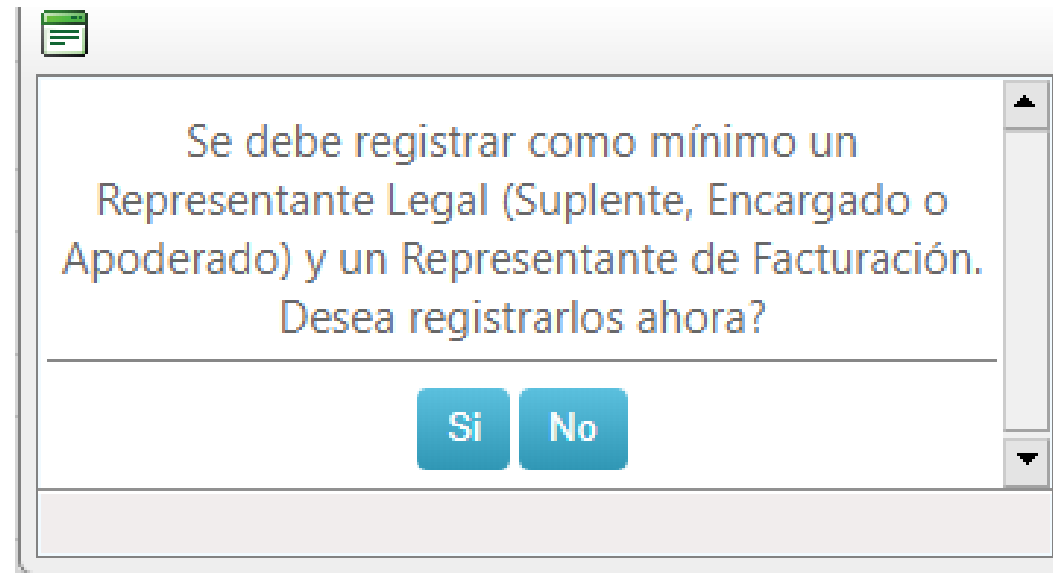 Se debe registrar como mínimo un
Representante Legal (Suplente, Encargado o
Apoderado) y un Representante de Facturación.
Desea registrarlos ahora?
Si No